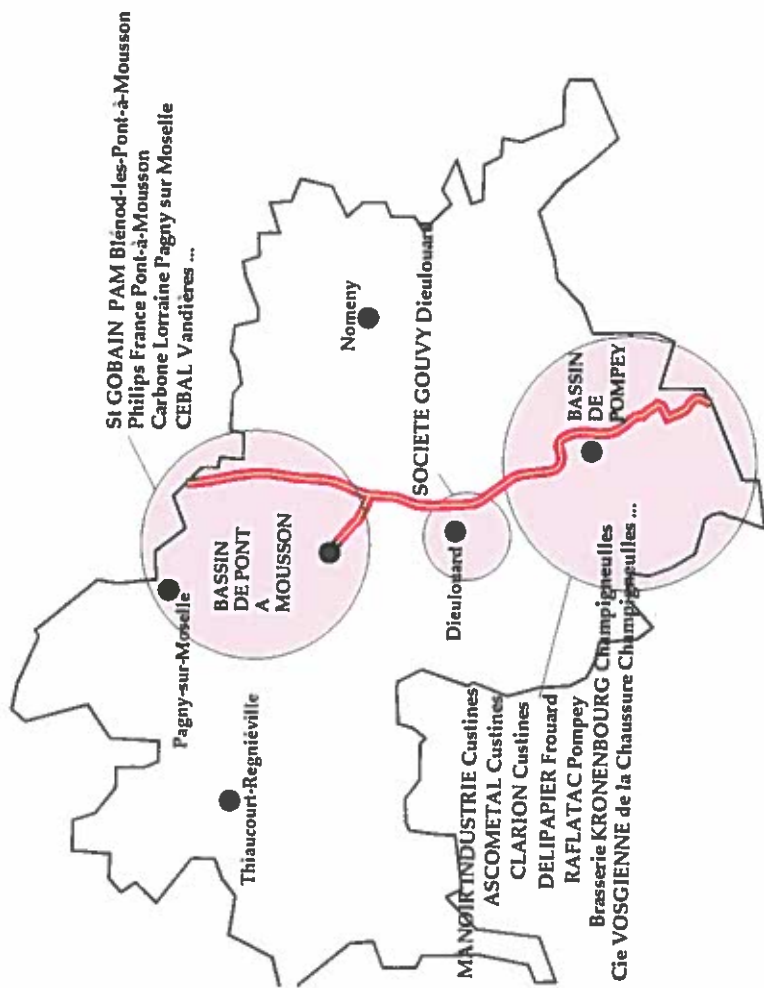 St GOBAIN PAM Blénod-les-Pont-à-Mousson
Philips France Pont-à-Mousson
Carbone Lorraine Pagny sur Moselle
CEBAL Vandières ...
Pagny-sur-Moselle
BASSIN
DE PONT
A
MOUSSON
Thiaucourt-Regniéville
Nomeny
SOCIETE GOUVY Dieulouard
Dieulouard
BASSIN
DE
POMPEY
MANOIR INDUSTRIE Custines
ASCOMETAL Custines
CLARION Custines
DELIPAPIER Frouard
RAFLATAC Pompey
Brasserie KRONENBOURG Champigneulles
Cie VOSGIENNE de la Chaussure Champigneulles ...